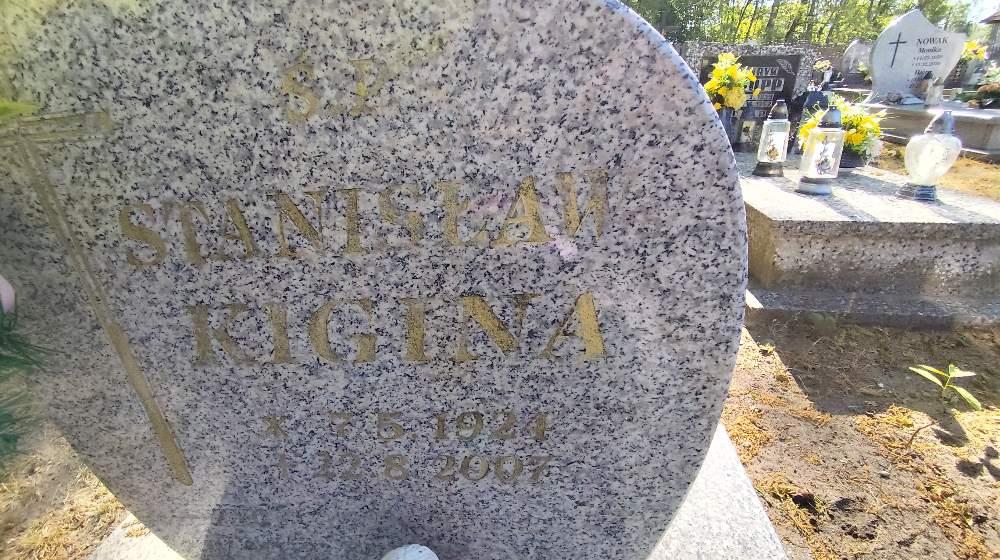 Ś.P.
STANISŁAW
KIGINA
* 7.5.1924
† 22.8.2007
NOWAK
Monika